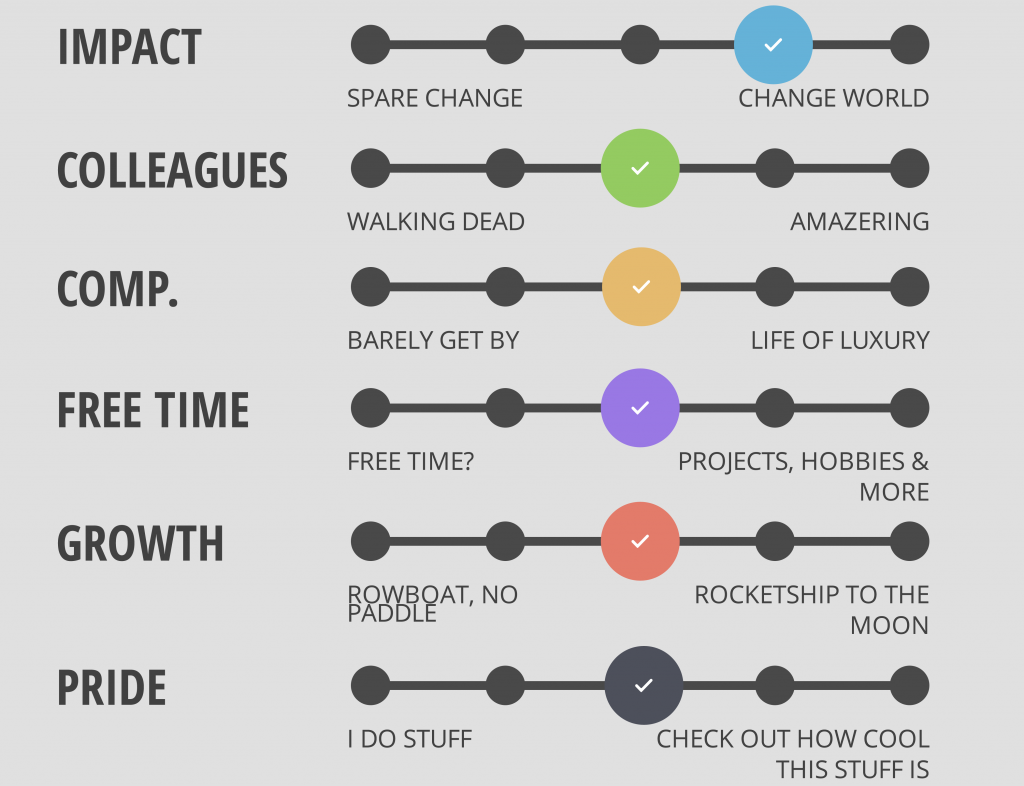 IMPACT
SPARE CHANGE
CHANGE WORLD
COLLEAGUES
WALKING DEAD
AMAZERING
COMP.
BARELY GET BY
LIFE OF LUXURY
FREE TIME
FREE TIME?
PROJECTS, HOBBIES &
MORE
GROWTH
ROWBOAT, NO
PADDLE
ROCKETSHIP TO THE
MOON
PRIDE
I DO STUFF
CHECK OUT HOW COOL
THIS STUFF IS